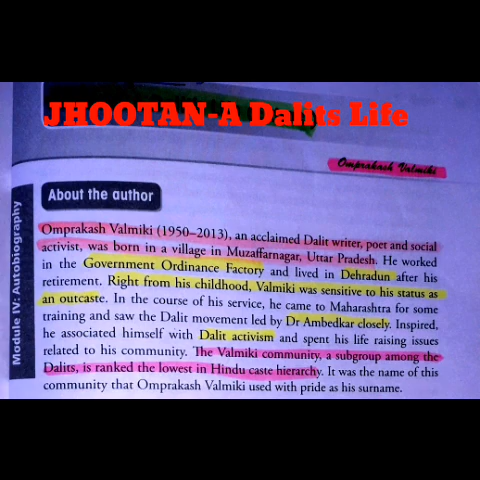 JHOOTAN-A Dalits Life
Omprakash Valmiki
About the author
Module IV: Autobiography
Omprakash Valmiki (1950–2013), an acclaimed Dalit writer, poet and social
activist, was born in a village in Muzaffarnagar, Uttar Pradesh. He worked
in the Government Ordinance Factory and lived in Dehradun after his
retirement. Right from his childhood, Valmiki was sensitive to his status as
an outcaste. In the course of his service, he came to Maharashtra for some
training and saw the Dalit movement led by Dr Ambedkar closely. Inspired,
he associated himself with Dalit activism and spent his life raising issues
related to his community. The Valmiki community, a subgroup among the
Dalits, is ranked the lowest in Hindu caste hierarchy. It was the name of this
community that Omprakash Valmiki used with pride as his surname.